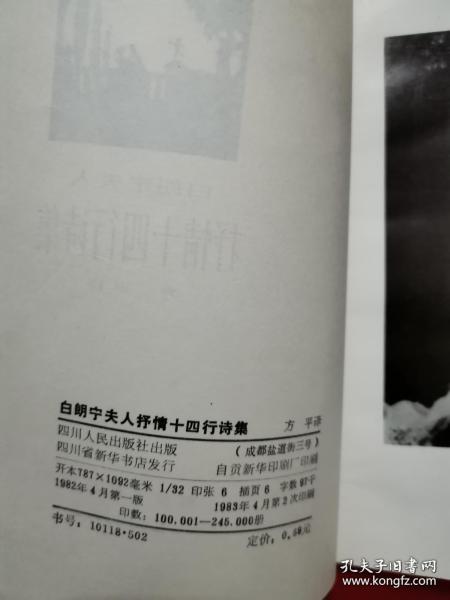 白朗宁夫人抒情十四行诗集 方 平译
四川人民出版社出版 (成都盐道街三号)
四川省新华书店发行 自贡新华印刷厂印刷
开本787×1092毫米 1/32 印张 6 插页 6 字数 97千
1982年4月第一版 1983年4月第2次印刷
印数：100,001—245,000册
书号：10118·502 定价：0.58元
孔夫子旧书网
book.kongfz.com